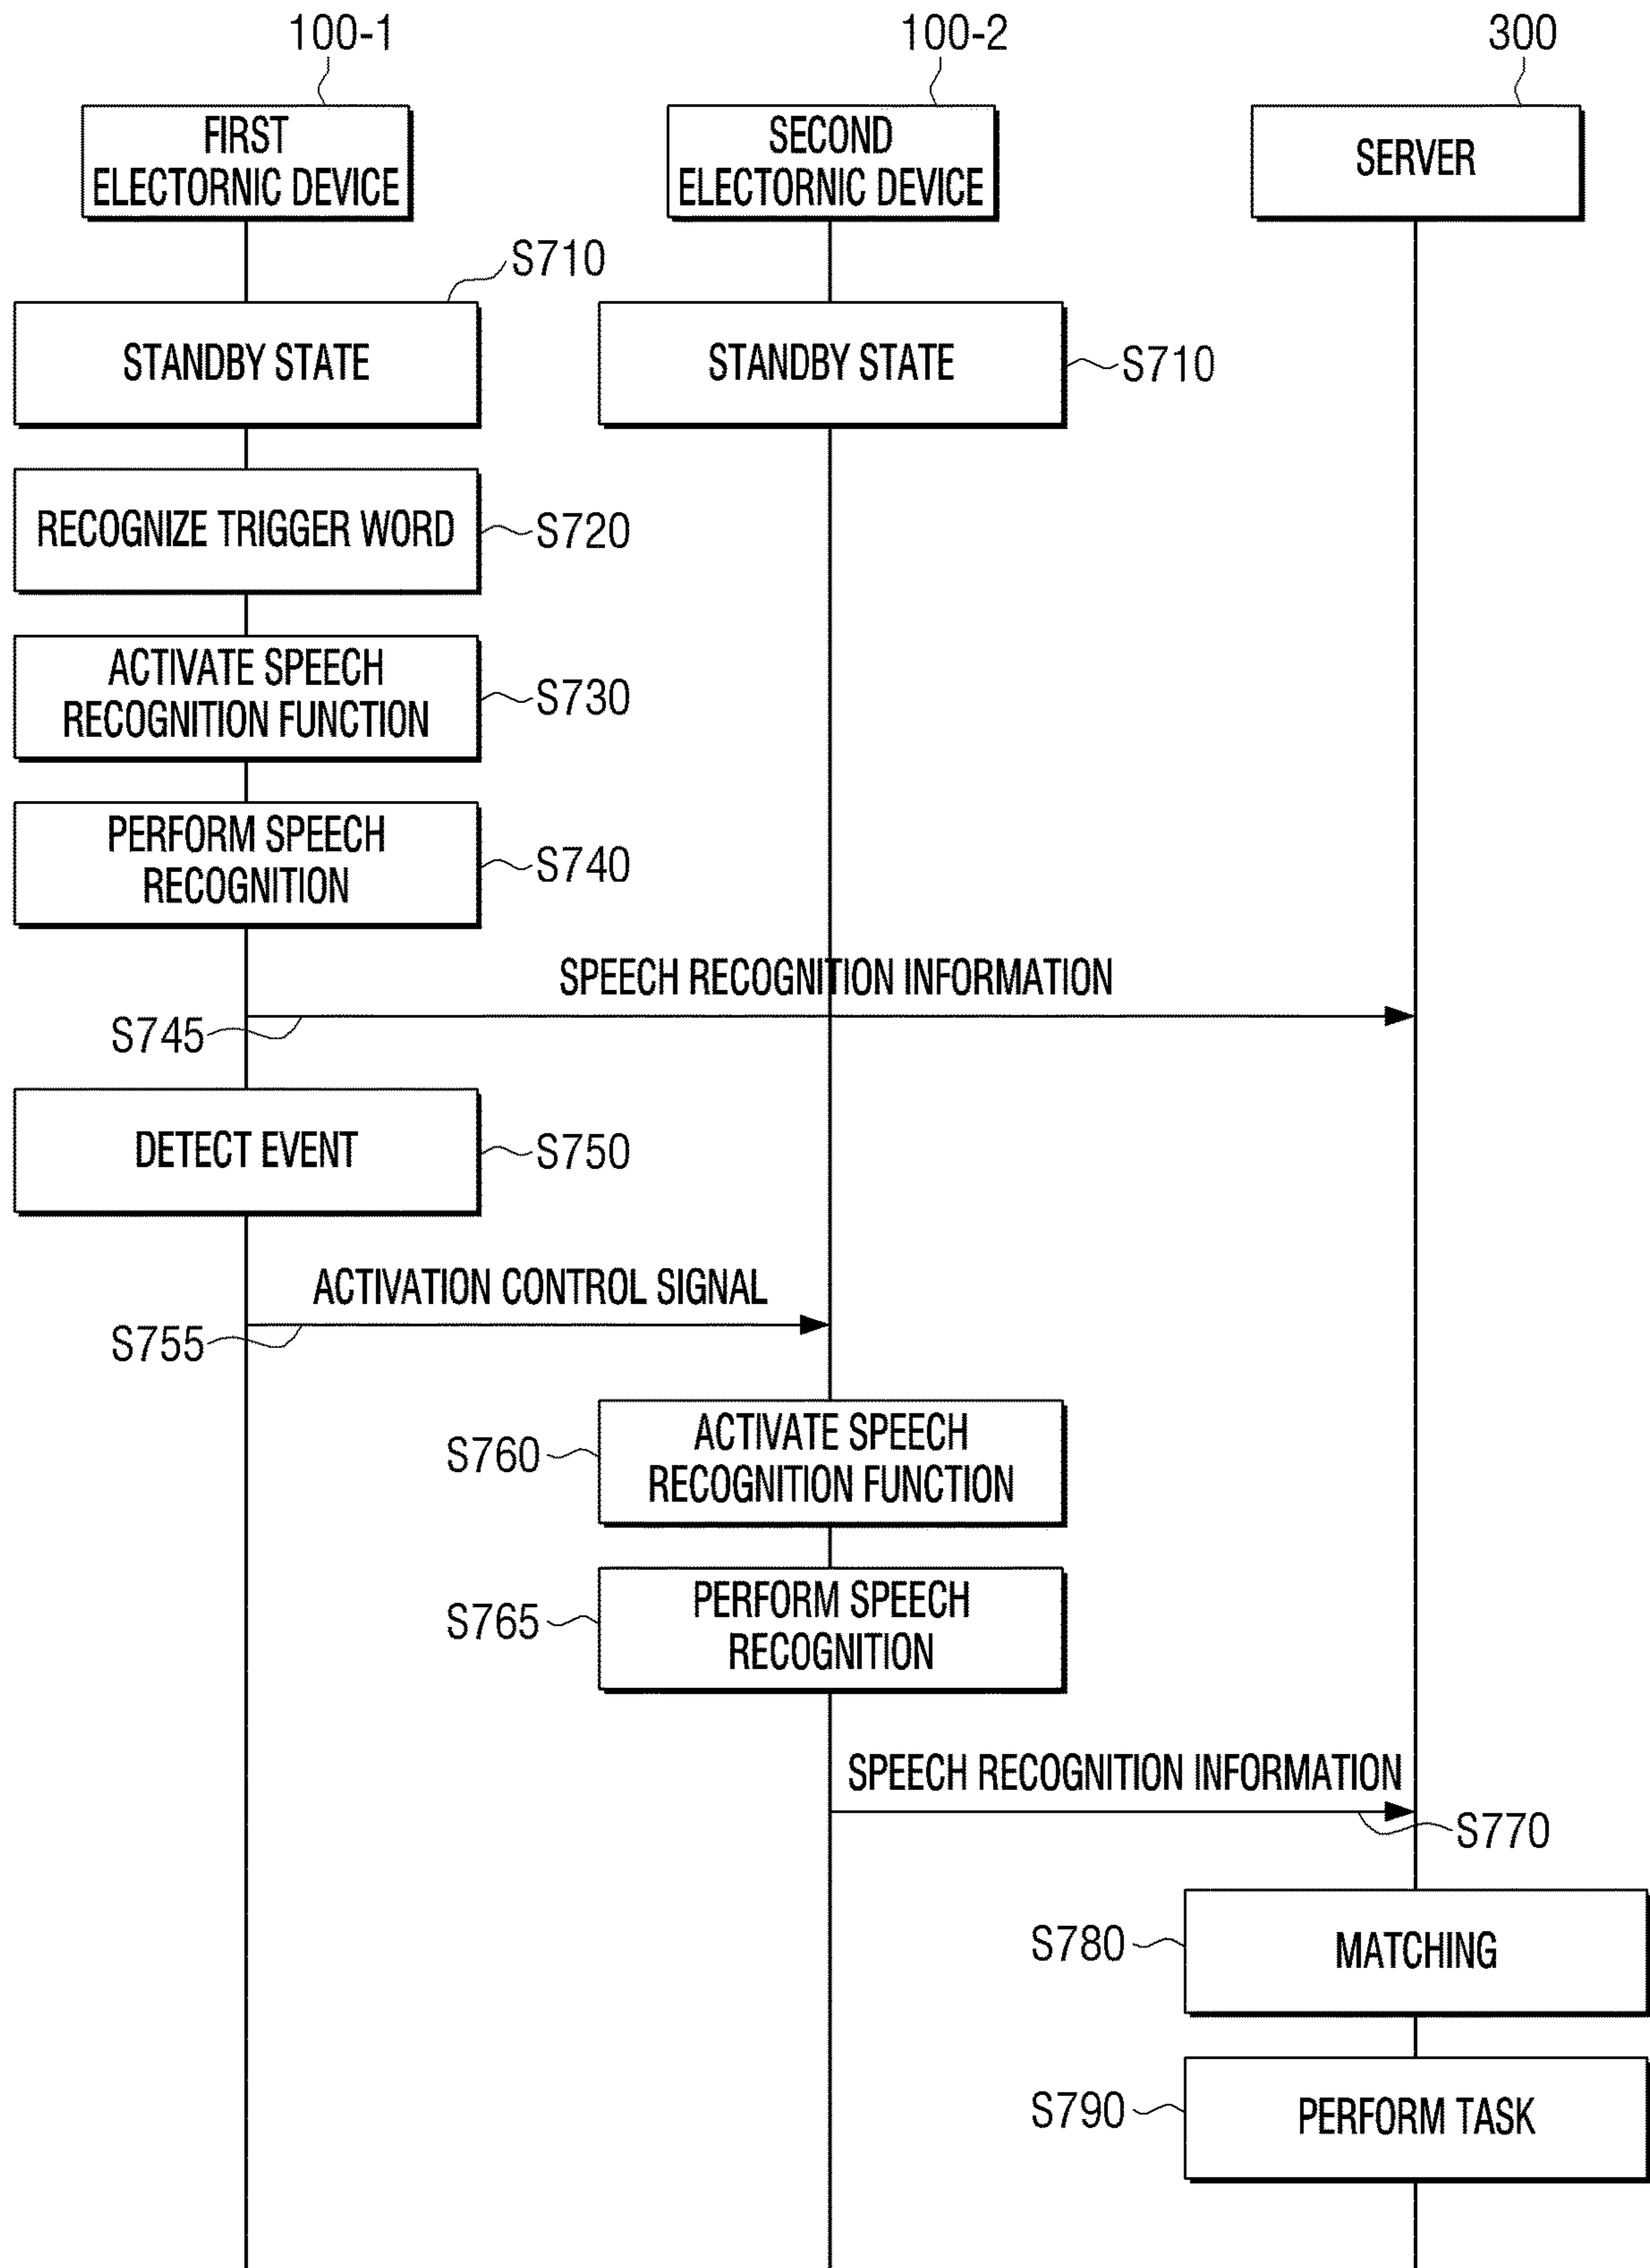 100-1
100-2
300
FIRST
ELECTORNIC DEVICE
SECOND
ELECTORNIC DEVICE
SERVER
S710
STANDBY STATE
STANDBY STATE
S710
RECOGNIZE TRIGGER WORD
S720
ACTIVATE SPEECH
RECOGNITION FUNCTION
S730
PERFORM SPEECH
RECOGNITION
S740
SPEECH RECOGNITION INFORMATION
S745
DETECT EVENT
S750
ACTIVATION CONTROL SIGNAL
S755
S760
ACTIVATE SPEECH
RECOGNITION FUNCTION
S765
PERFORM SPEECH
RECOGNITION
SPEECH RECOGNITION INFORMATION
S770
S780
MATCHING
S790
PERFORM TASK